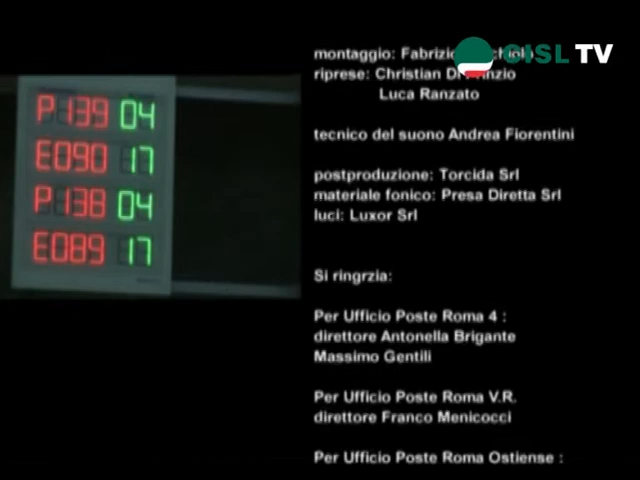 CISL TV
P139 04
E090 17
P138 04
E089 17
montaggio: Fabrizio
riprese: Christian Di
Luca Ranzato
tecnico del suono Andrea Fiorentini
postproduzione: Torcida Srl
materiale fonico: Presa Diretta Srl
luci: Luxor Srl
Si ringrzia:
Per Ufficio Poste Roma 4 :
direttore Antonella Brigante
Massimo Gentili
Per Ufficio Poste Roma V.R.
direttore Franco Menicocci
Per Ufficio Poste Roma Ostiense :